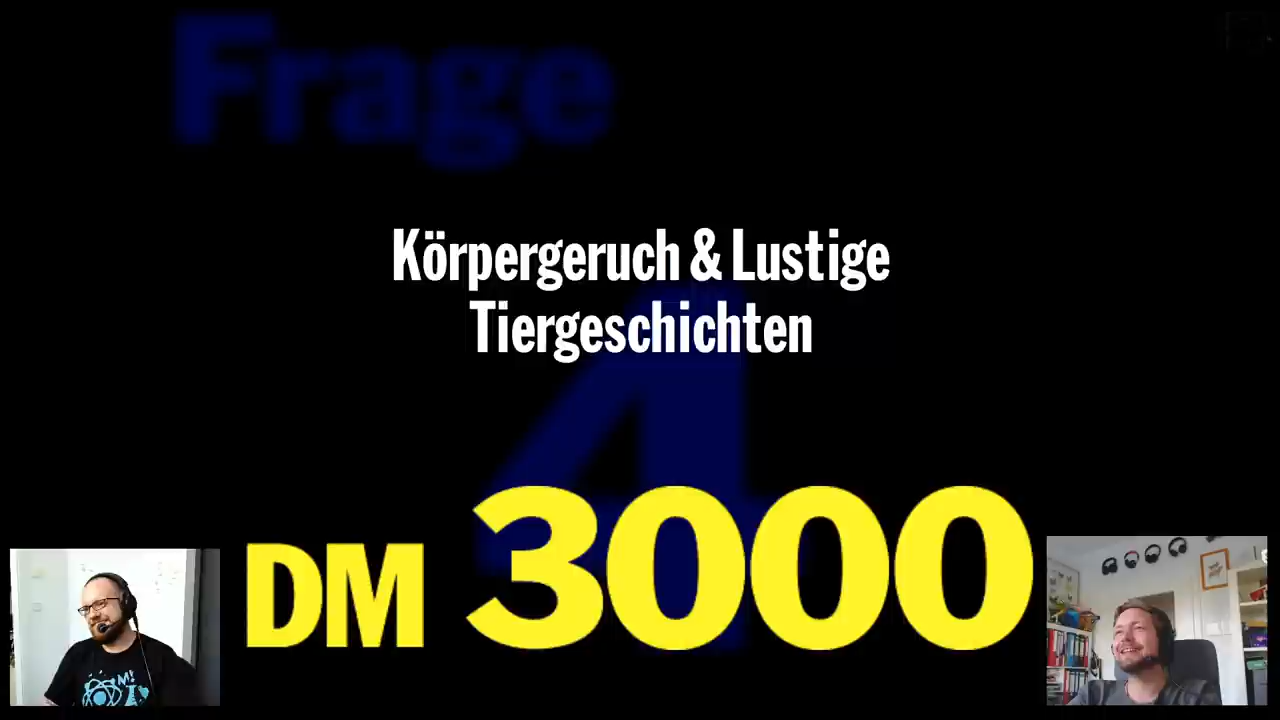 Frage
Körpergeruch & Lustige
Tiergeschichten
4
DM 3000
M!